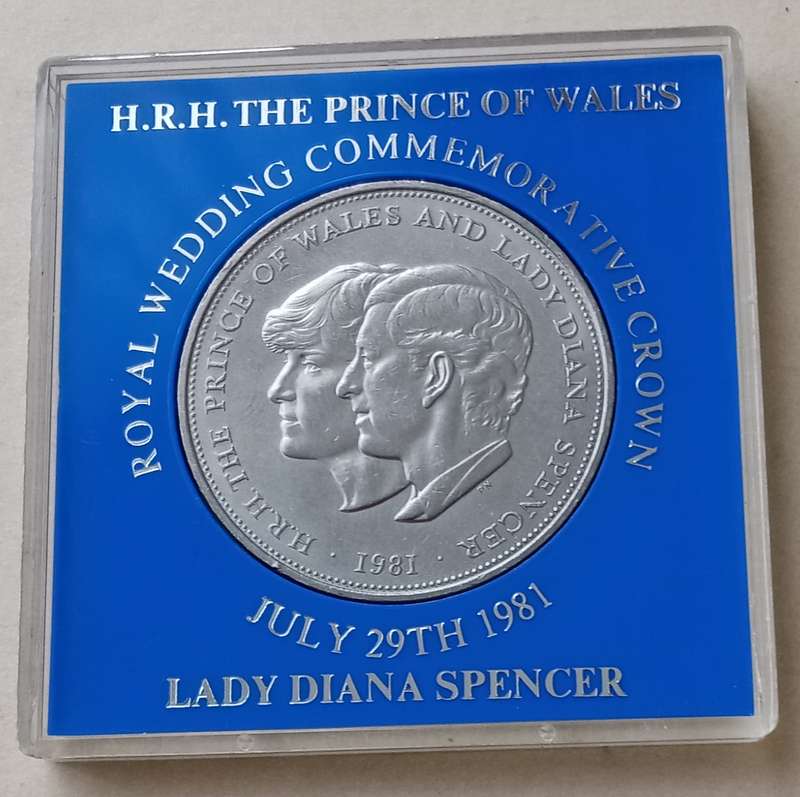 H.R.H. THE PRINCE OF WALES
ROYAL WEDDING COMMEMORATIVE CROWN
H.R.H. THE PRINCE OF WALES AND LADY DIANA SPENCER
PN
· 1981 ·
JULY 29TH 1981
LADY DIANA SPENCER